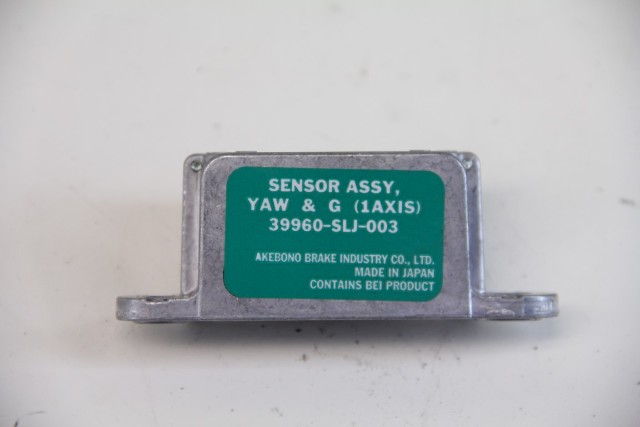 SENSOR ASSY,
YAW & G (1AXIS)
39960-SLJ-003
AKEBONO BRAKE INDUSTRY CO., LTD.
MADE IN JAPAN
CONTAINS BEI PRODUCT